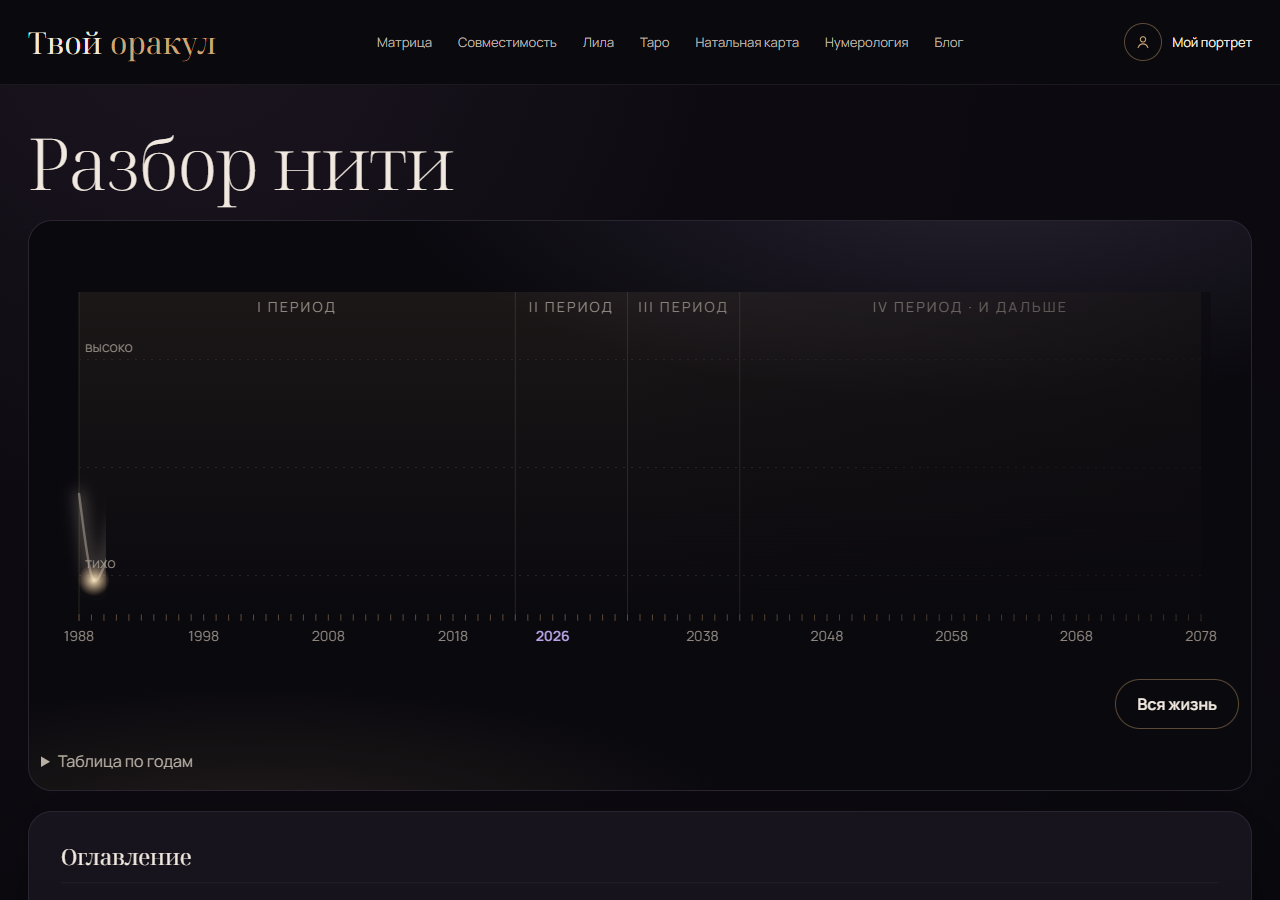 Твой оракул
Матрица Совместимость Лила Таро Натальная карта Нумерология Блог
Мой портрет
Разбор нити
I ПЕРИОД II ПЕРИОД III ПЕРИОД IV ПЕРИОД · И ДАЛЬШЕ
высоко
тихо
1988 1998 2008 2018 2026 2038 2048 2058 2068 2078
Вся жизнь
Таблица по годам
Оглавление